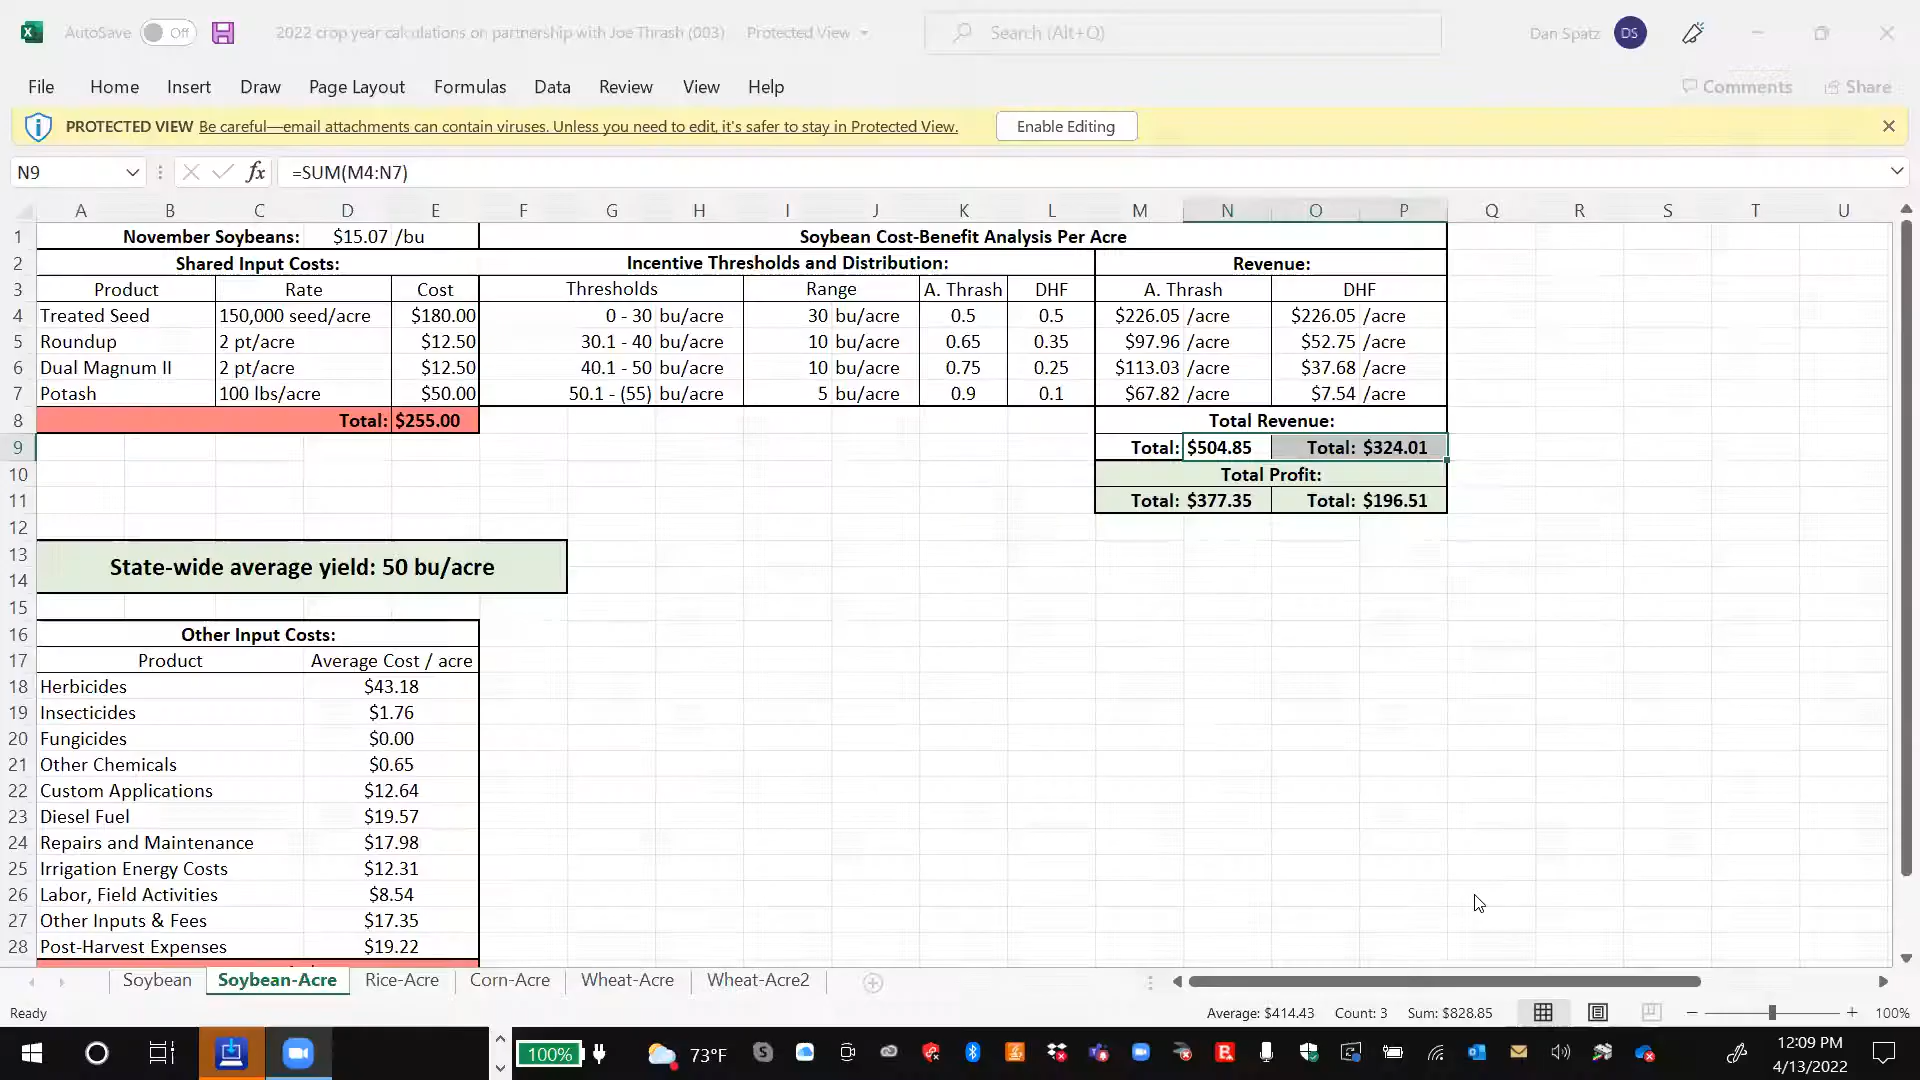 AutoSave Off 2022 crop year calculations on partnership with Joe Thrash (003) Protected View Search (Alt+Q) Dan Spatz DS
File Home Insert Draw Page Layout Formulas Data Review View Help Comments Share
PROTECTED VIEW Be careful—email attachments can contain viruses. Unless you need to edit, it's safer to stay in Protected View. Enable Editing
N9 fx =SUM(M4:N7)
A B C D E F G H I J K L M N O P Q R S T U
1 November Soybeans: $15.07 /bu Soybean Cost-Benefit Analysis Per Acre
2 Shared Input Costs: Incentive Thresholds and Distribution: Revenue:
3 Product Rate Cost Thresholds Range A. Thrash DHF A. Thrash DHF
4 Treated Seed 150,000 seed/acre $180.00 0 - 30 bu/acre 30 bu/acre 0.5 0.5 $226.05 /acre $226.05 /acre
5 Roundup 2 pt/acre $12.50 30.1 - 40 bu/acre 10 bu/acre 0.65 0.35 $97.96 /acre $52.75 /acre
6 Dual Magnum II 2 pt/acre $12.50 40.1 - 50 bu/acre 10 bu/acre 0.75 0.25 $113.03 /acre $37.68 /acre
7 Potash 100 lbs/acre $50.00 50.1 - (55) bu/acre 5 bu/acre 0.9 0.1 $67.82 /acre $7.54 /acre
8 Total: $255.00 Total Revenue:
9 Total: $504.85 Total: $324.01
10 Total Profit:
11 Total: $377.35 Total: $196.51
12
13
State-wide average yield: 50 bu/acre
14
15
16 Other Input Costs:
17 Product Average Cost / acre
18 Herbicides $43.18
19 Insecticides $1.76
20 Fungicides $0.00
21 Other Chemicals $0.65
22 Custom Applications $12.64
23 Diesel Fuel $19.57
24 Repairs and Maintenance $17.98
25 Irrigation Energy Costs $12.31
26 Labor, Field Activities $8.54
27 Other Inputs & Fees $17.35
28 Post-Harvest Expenses $19.22
Soybean Soybean-Acre Rice-Acre Corn-Acre Wheat-Acre Wheat-Acre2
Ready Average: $414.43 Count: 3 Sum: $828.85 100%
100% 73°F 12:09 PM
4/13/2022